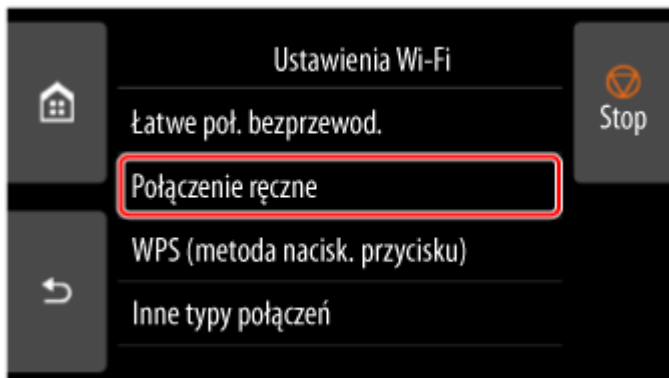 Ustawienia Wi-Fi
Łatwe poł. bezprzewod.
Stop
Połączenie ręczne
WPS (metoda nacisk. przycisku)
Inne typy połączeń